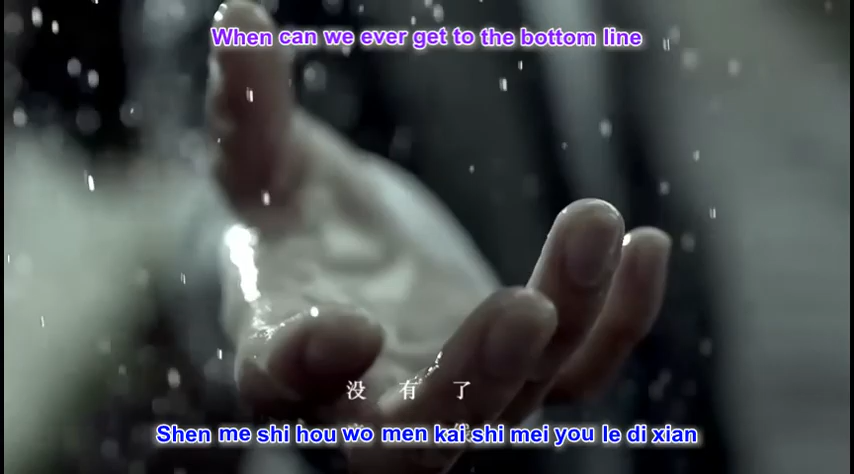 When can we ever get to the bottom line
没有了
Shen me shi hou wo men kai shi mei you le di xian